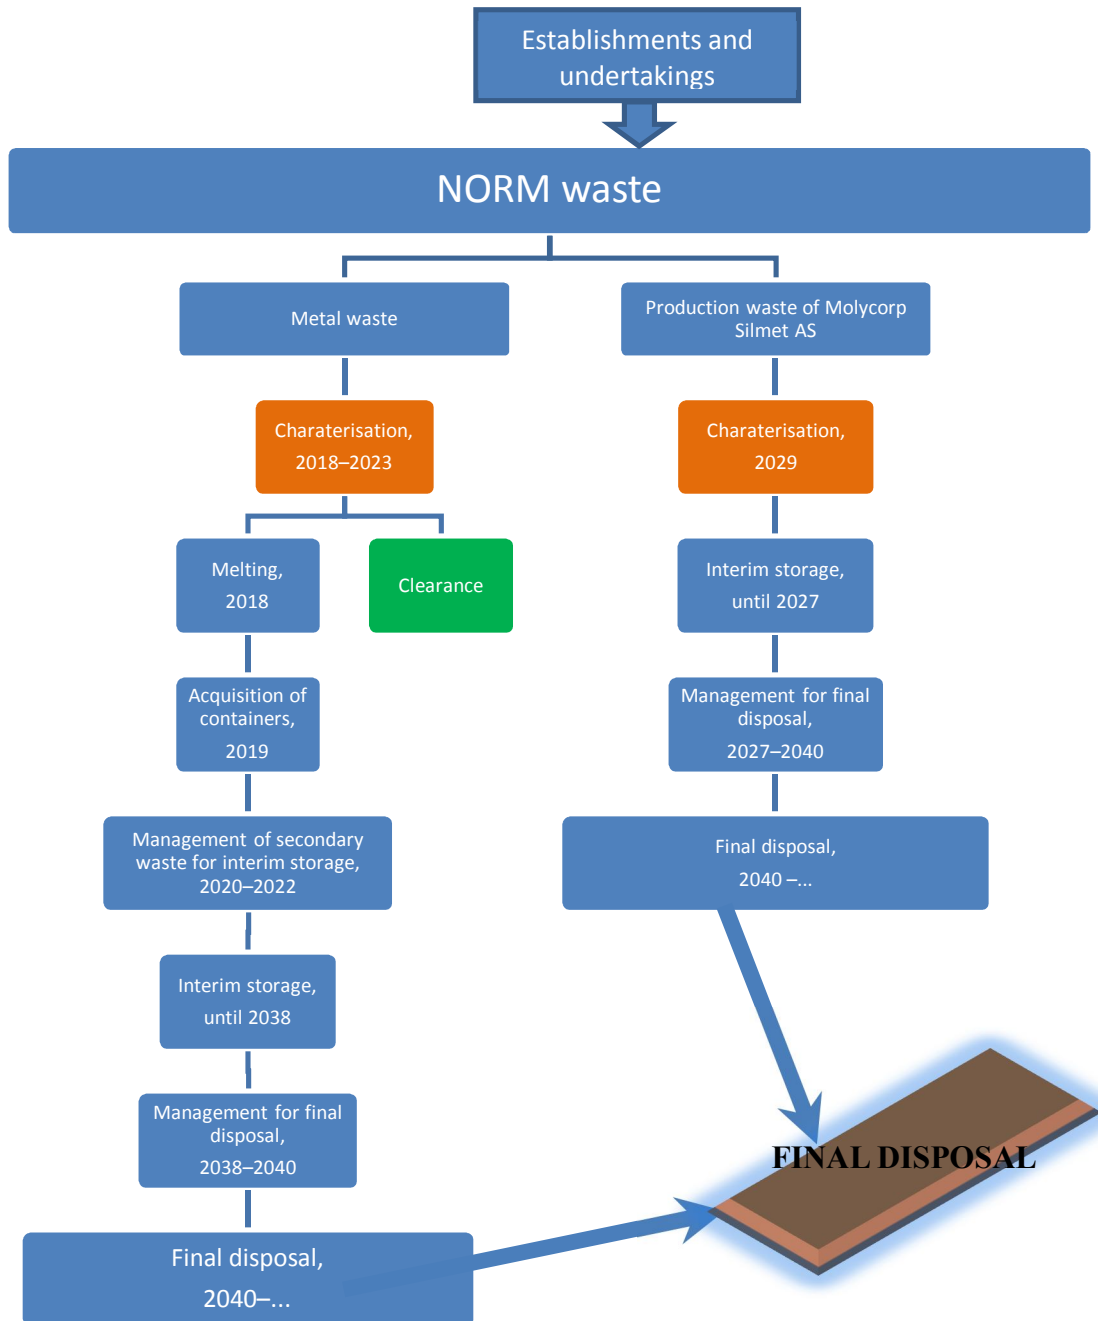 Establishments and
undertakings
NORM waste
Metal waste
Production waste of Molycorp
Silmet AS
Charaterisation,
2018–2023
Charaterisation,
2029
Melting,
2018
Clearance
Interim storage,
until 2027
Acquisition of
containers,
2019
Management for final
disposal,
2027–2040
Management of secondary
waste for interim storage,
2020–2022
Final disposal,
2040 –...
Interim storage,
until 2038
Management for final
disposal,
2038–2040
FINAL DISPOSAL
Final disposal,
2040–...